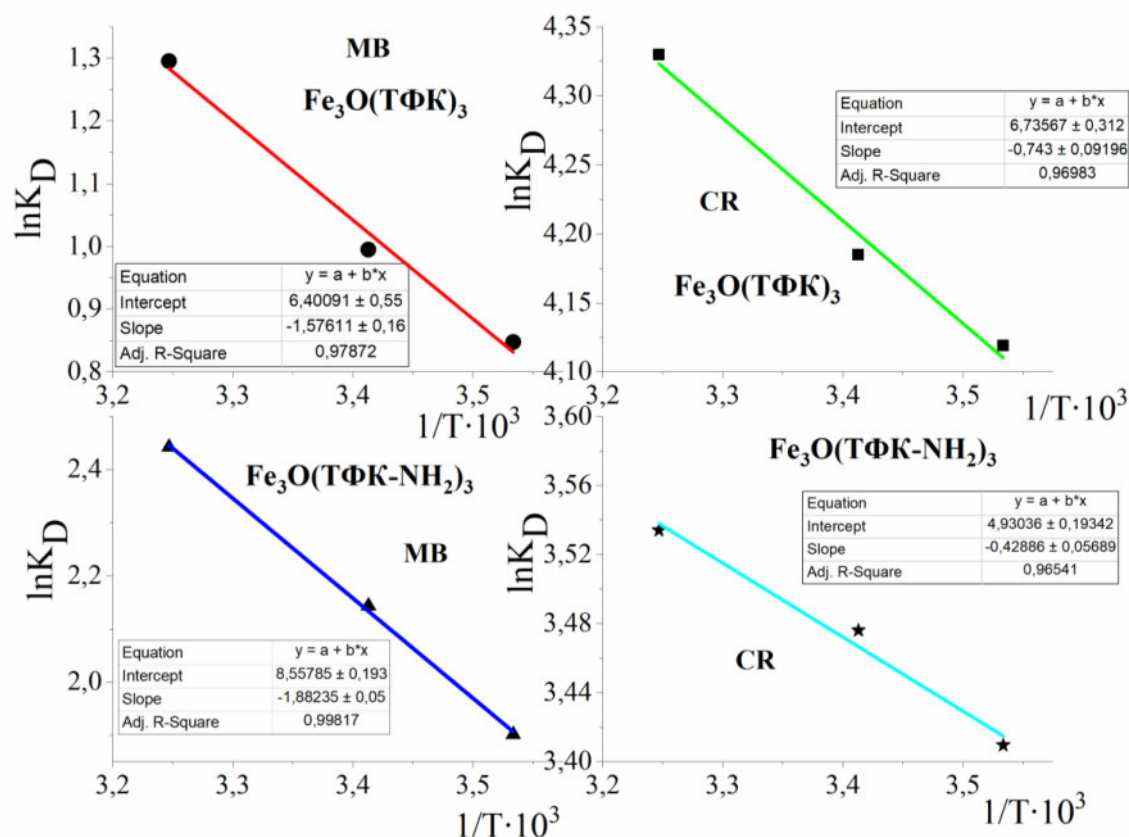 MB
Fe₃O(ТФК)₃
lnK_D
1,3
1,2
1,1
1,0
0,9
0,8
Equation y = a + b*x
Intercept 6,40091 ± 0,55
Slope -1,57611 ± 0,16
Adj. R-Square 0,97872
3,2 3,3 3,4 3,5
1/T·10³
lnK_D
4,35
4,30
4,25
4,20
4,15
4,10
Equation y = a + b*x
Intercept 6,73567 ± 0,312
Slope -0,743 ± 0,09196
Adj. R-Square 0,96983
CR
Fe₃O(ТФК)₃
3,2 3,3 3,4 3,5
1/T·10³
lnK_D
2,4
2,2
2,0
Fe₃O(ТФК-NH₂)₃
MB
Equation y = a + b*x
Intercept 8,55785 ± 0,193
Slope -1,88235 ± 0,05
Adj. R-Square 0,99817
3,2 3,3 3,4 3,5
1/T·10³
lnK_D
3,60
3,56
3,52
3,48
3,44
3,40
Fe₃O(ТФК-NH₂)₃
Equation y = a + b*x
Intercept 4,93036 ± 0,19342
Slope -0,42886 ± 0,05689
Adj. R-Square 0,96541
CR
3,2 3,3 3,4 3,5
1/T·10³